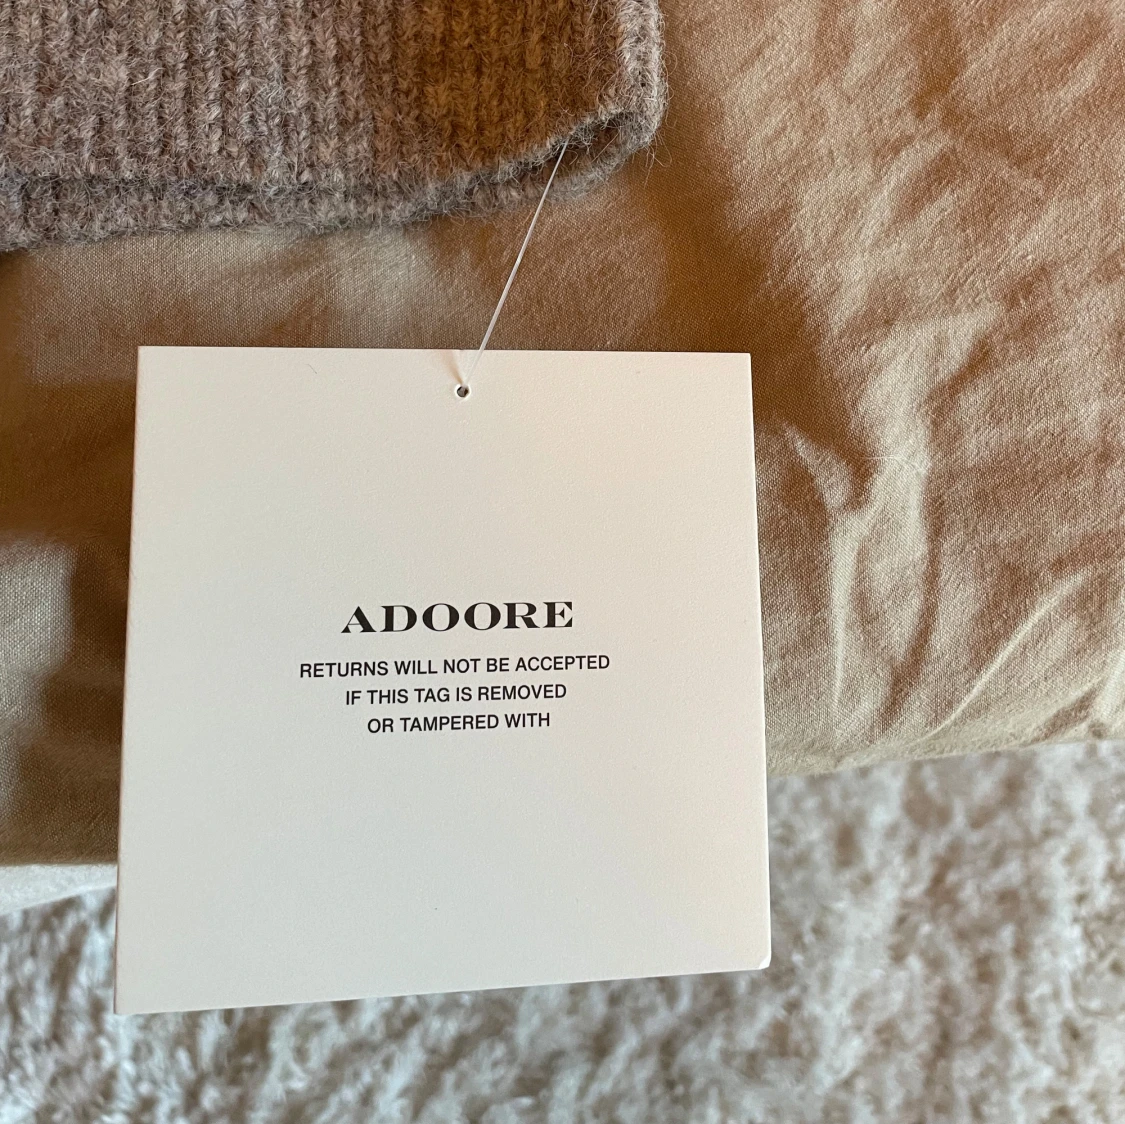 ADOORE
RETURNS WILL NOT BE ACCEPTED
IF THIS TAG IS REMOVED
OR TAMPERED WITH